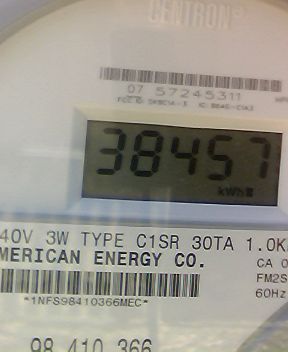 CENTRON®
07 57245311
38457
kWh
40V 3W TYPE C1SR 30TA 1.0K
MERICAN ENERGY CO.
CA 0
FM2S
60Hz
*1NFS98410366MEC*
98 410 366